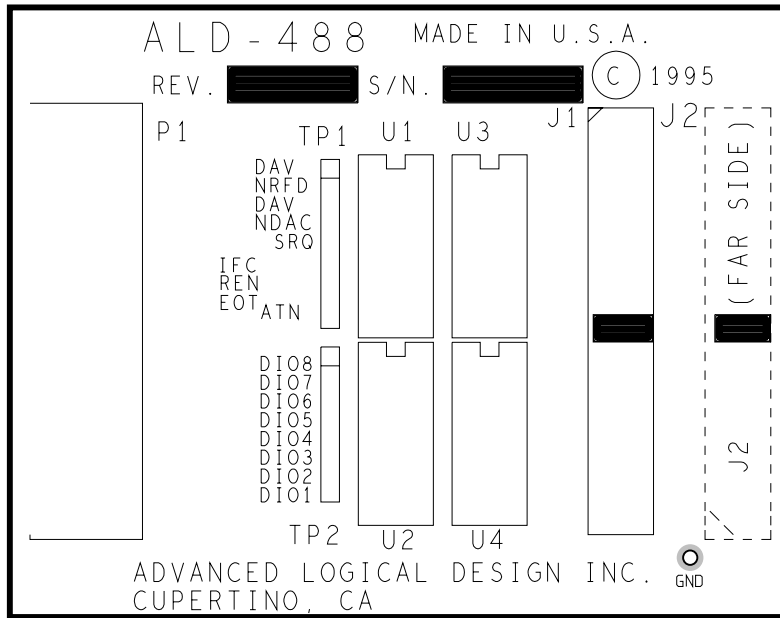 ALD-488 MADE IN U.S.A.
REV. S/N. © 1995
P1 TP1 U1 U3 J1 J2
DAV
NRFD
DAV
NDAC
SRQ
IFC
REN
EOT
ATN
(FAR SIDE)
DIO8
DIO7
DIO6
DIO5
DIO4
DIO3
DIO2
DIO1
J2
TP2 U2 U4
GND
ADVANCED LOGICAL DESIGN INC.
CUPERTINO, CA